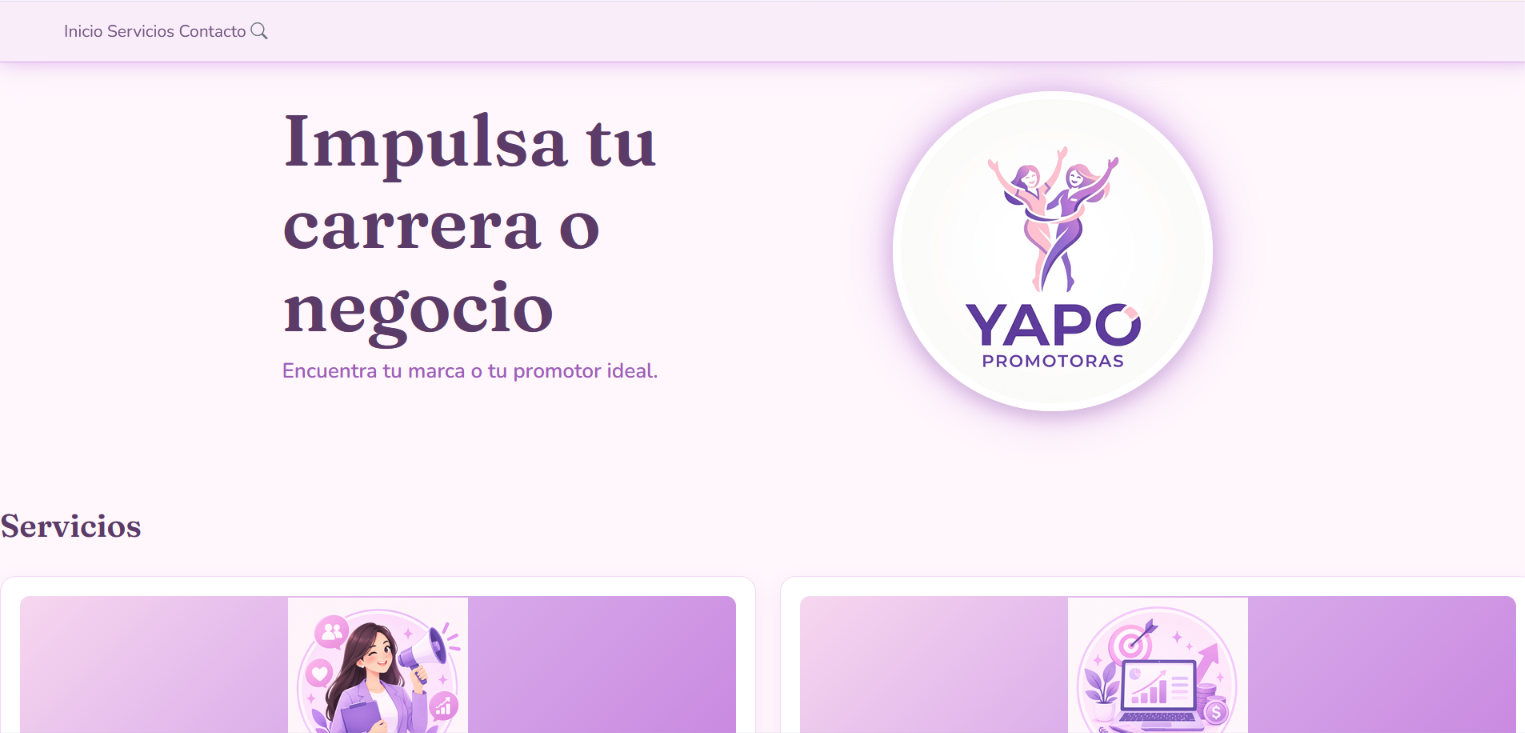 Inicio Servicios Contacto
Impulsa tu
carrera o
negocio
Encuentra tu marca o tu promotor ideal.
YAPO
PROMOTORAS
Servicios
$